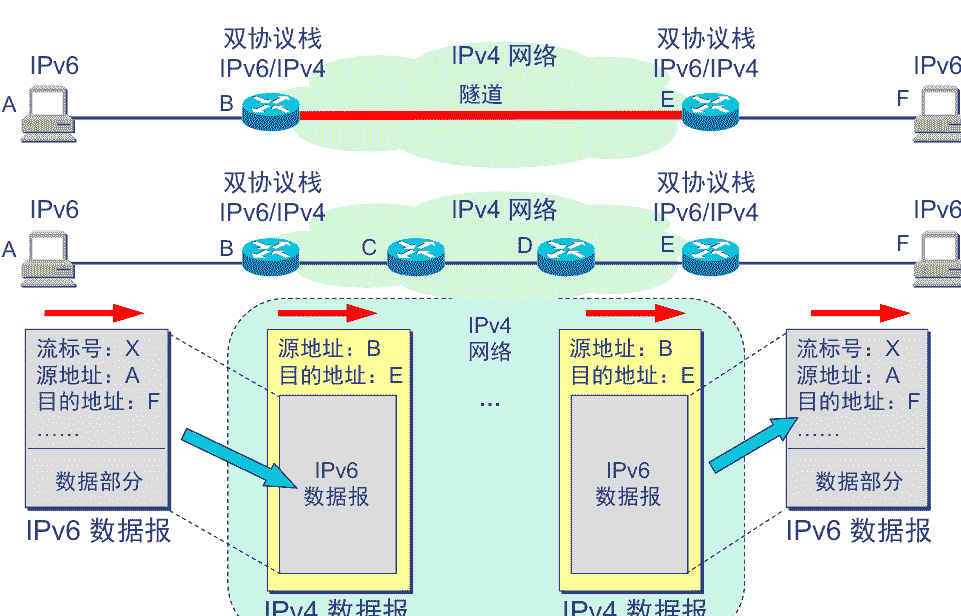 双协议栈
IPv4 网络
双协议栈
IPv6
IPv6/IPv4
IPv6/IPv4
IPv6
A
B
隧道
E
F
双协议栈
IPv4 网络
双协议栈
IPv6
IPv6/IPv4
IPv6/IPv4
IPv6
A
B
C
D
E
F
流标号：X
源地址：A
目的地址：F
……
数据部分
IPv6 数据报
源地址：B
目的地址：E
IPv6
数据报
IPv4 数据报
IPv4
网络
…
源地址：B
目的地址：E
IPv6
数据报
IPv4 数据报
流标号：X
源地址：A
目的地址：F
……
数据部分
IPv6 数据报